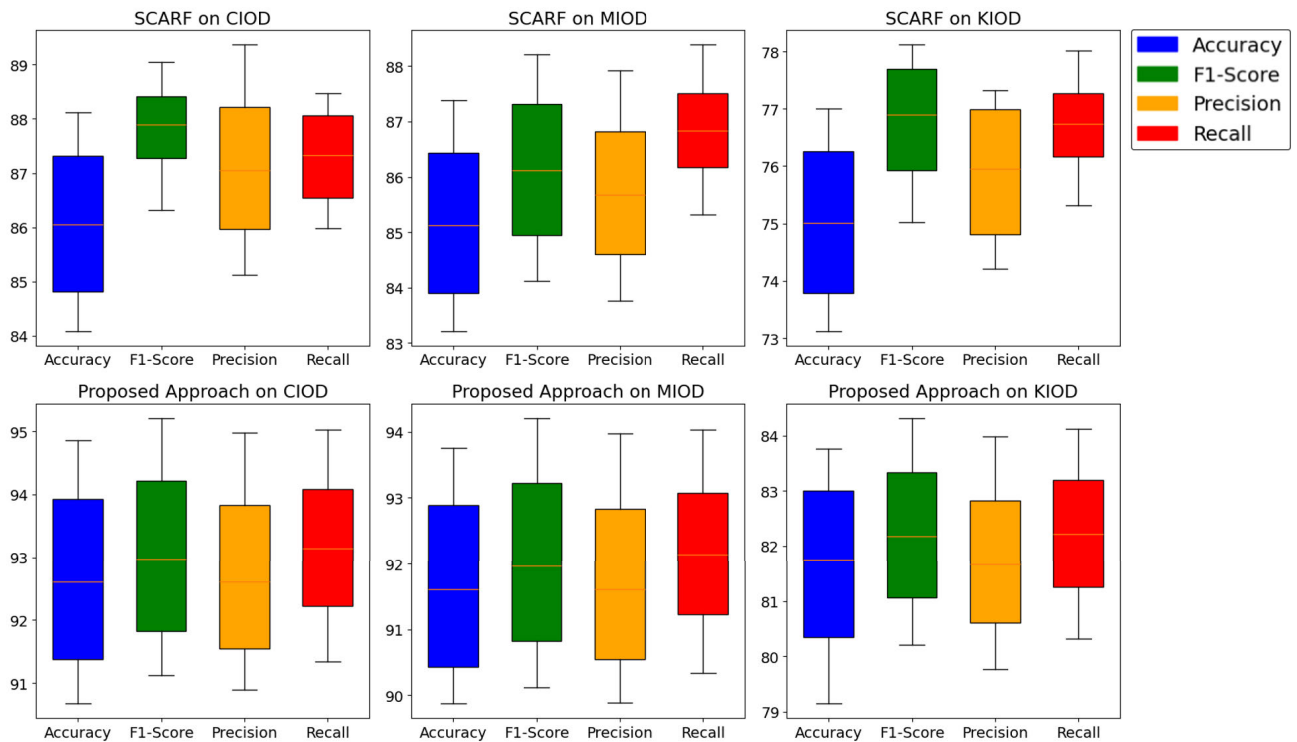 SCARF on CIOD
89
88
87
86
85
84
Accuracy F1-Score Precision Recall
SCARF on MIOD
88
87
86
85
84
83
Accuracy F1-Score Precision Recall
SCARF on KIOD
78
77
76
75
74
73
Accuracy F1-Score Precision Recall
Accuracy
F1-Score
Precision
Recall
Proposed Approach on CIOD
95
94
93
92
91
Accuracy F1-Score Precision Recall
Proposed Approach on MIOD
94
93
92
91
90
Accuracy F1-Score Precision Recall
Proposed Approach on KIOD
84
83
82
81
80
79
Accuracy F1-Score Precision Recall